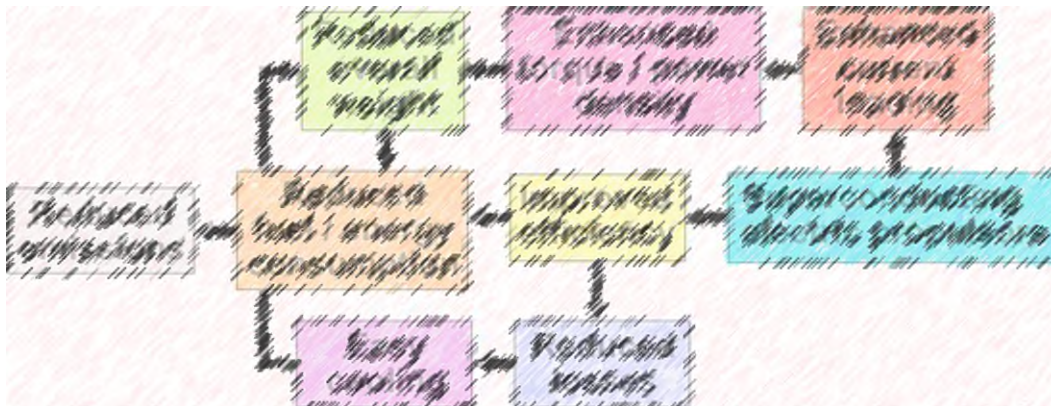 Reduced
overall
weight
torque / power
density
Enhanced
current
loading
Reduced
emissions
Reduced
fuel / energy
consumption
Improved
efficiency
Superconducting
electric propulsion
Easy
cooling
Reduced
losses